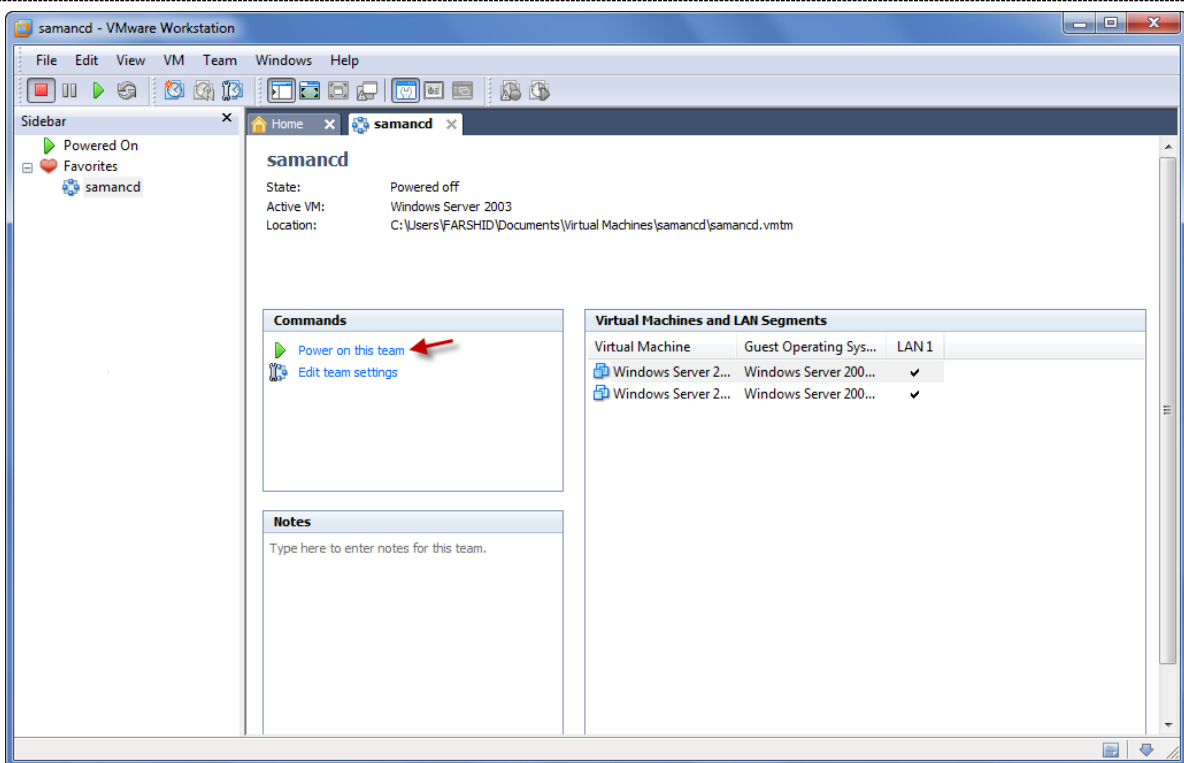 samancd - VMware Workstation
File Edit View VM Team Windows Help
Sidebar
Home samancd
Powered On
Favorites
samancd
samancd
State: Powered off
Active VM: Windows Server 2003
Location: C:\Users\FARSHID\Documents\Virtual Machines\samancd\samancd.vmtm
Commands
Power on this team
Edit team settings
Virtual Machines and LAN Segments
Virtual Machine Guest Operating Sys... LAN 1
Windows Server 2... Windows Server 200...
Windows Server 2... Windows Server 200...
Notes
Type here to enter notes for this team.